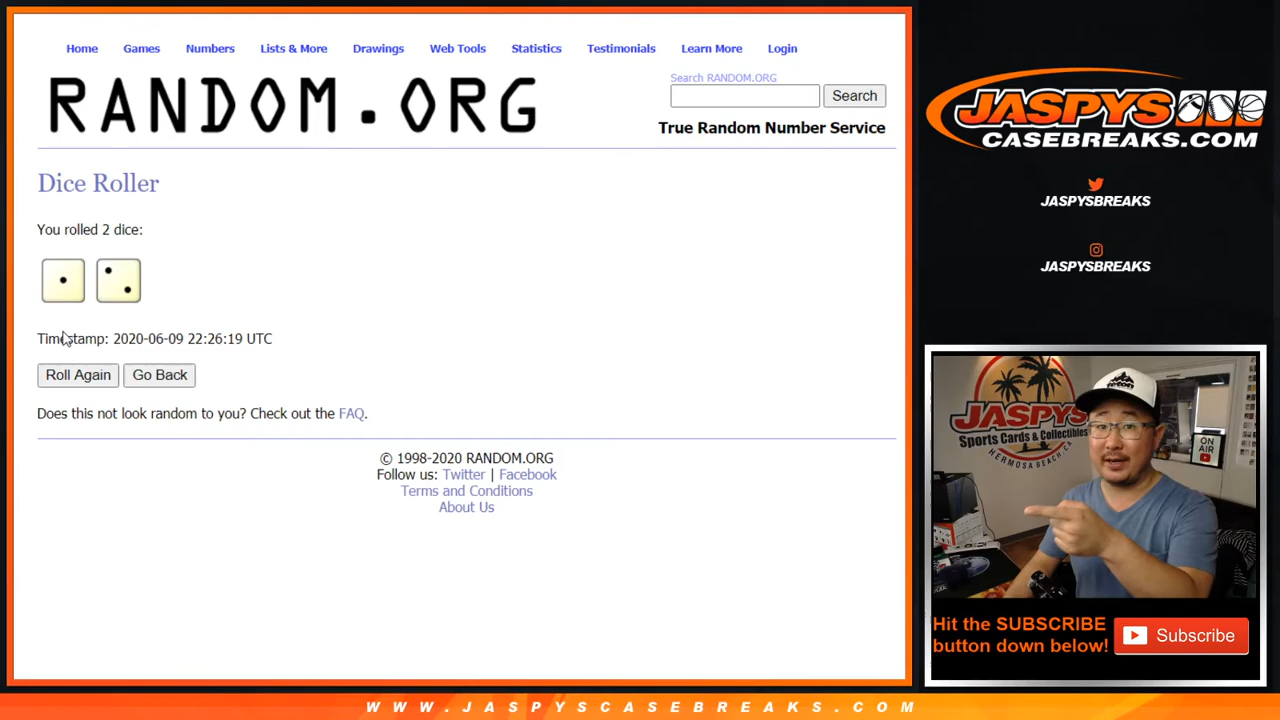 Home Games Numbers Lists & More Drawings Web Tools Statistics Testimonials Learn More Login
RANDOM.ORG
Search RANDOM.ORG
Search
True Random Number Service
Dice Roller
You rolled 2 dice:
Timestamp: 2020-06-09 22:26:19 UTC
Roll Again Go Back
Does this not look random to you? Check out the FAQ.
© 1998-2020 RANDOM.ORG
Follow us: Twitter | Facebook
Terms and Conditions
About Us
JASPYS
CASEBREAKS.COM
JASPYSBREAKS
JASPYSBREAKS
JASPYS
Sports Cards & Collectibles
HERMOSA BEACH, CA
ON
AIR
Hit the SUBSCRIBE
button down below!
Subscribe
WWW.JASPYSCASEBREAKS.COM